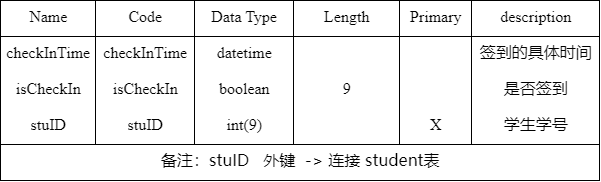 Name Code Data Type Length Primary description
checkInTime checkInTime datetime 签到的具体时间
isCheckIn isCheckIn boolean 9 是否签到
stuID stuID int(9) X 学生学号
备注：stuID 外键 -> 连接 student表